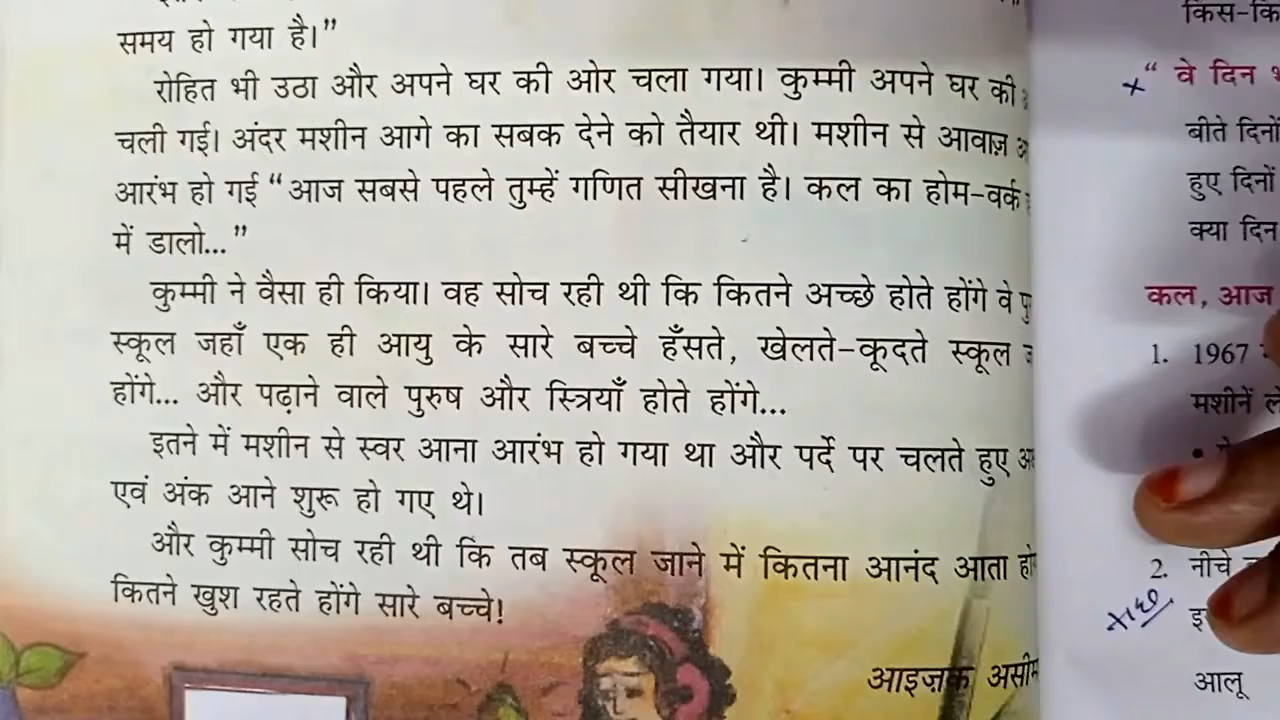 समय हो गया है।”
रोहित भी उठा और अपने घर की ओर चला गया। कुम्मी अपने घर की
चली गई। अंदर मशीन आगे का सबक देने को तैयार थी। मशीन से आवाज़
आरंभ हो गई “आज सबसे पहले तुम्हें गणित सीखना है। कल का होम-वर्क
में डालो...”
कुम्मी ने वैसा ही किया। वह सोच रही थी कि कितने अच्छे होते होंगे वे
स्कूल जहाँ एक ही आयु के सारे बच्चे हँसते, खेलते-कूदते स्कूल
होंगे... और पढ़ाने वाले पुरुष और स्त्रियाँ होते होंगे...
इतने में मशीन से स्वर आना आरंभ हो गया था और पर्दे पर चलते हुए
एवं अंक आने शुरू हो गए थे।
और कुम्मी सोच रही थी कि तब स्कूल जाने में कितना आनंद आता
कितने खुश रहते होंगे सारे बच्चे!
आइज़क
किस-कि
“ वे दिन
बीते दिनों
हुए दिनों
क्या दिन
कल, आज
1. 1967
मशीनें
2. नीचे
आलू